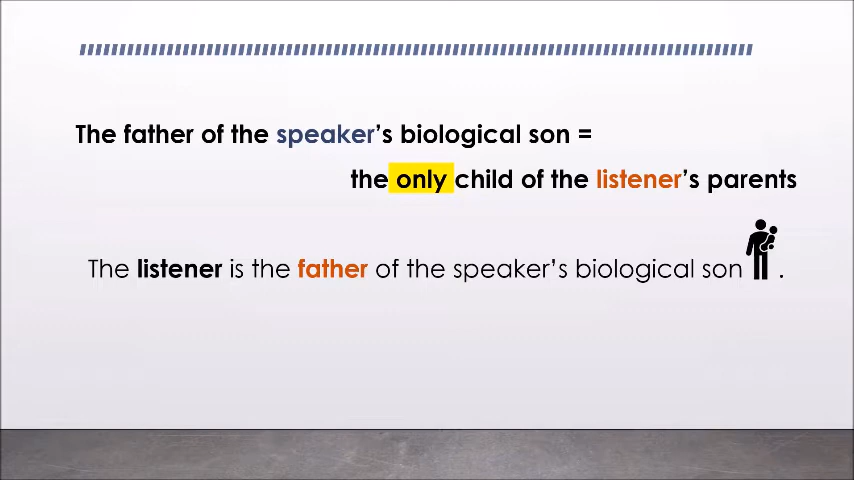 The father of the speaker's biological son =
the only child of the listener's parents
The listener is the father of the speaker's biological son .